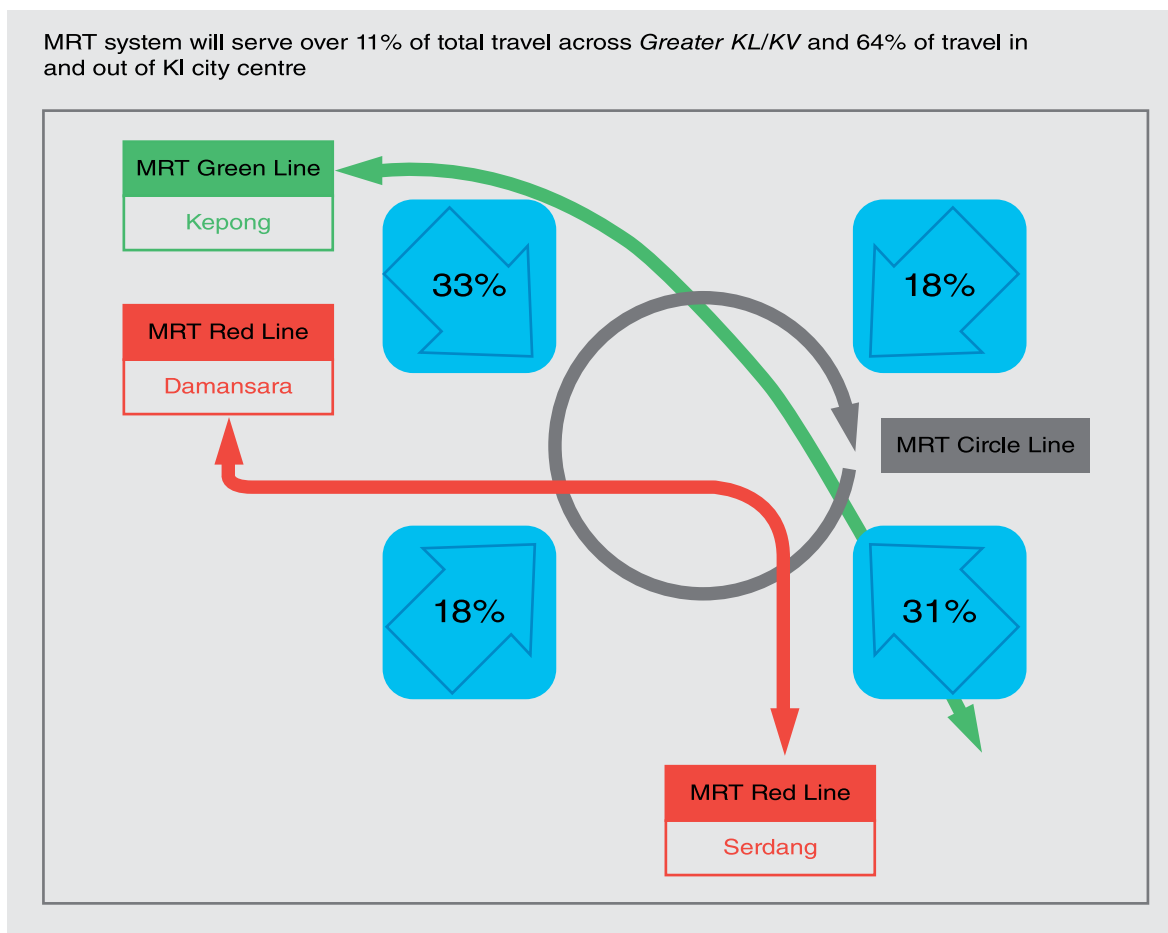 MRT system will serve over 11% of total travel across Greater KL/KV and 64% of travel in
and out of Kl city centre
MRT Green Line
Kepong
33%
18%
MRT Red Line
Damansara
MRT Circle Line
18%
31%
MRT Red Line
Serdang